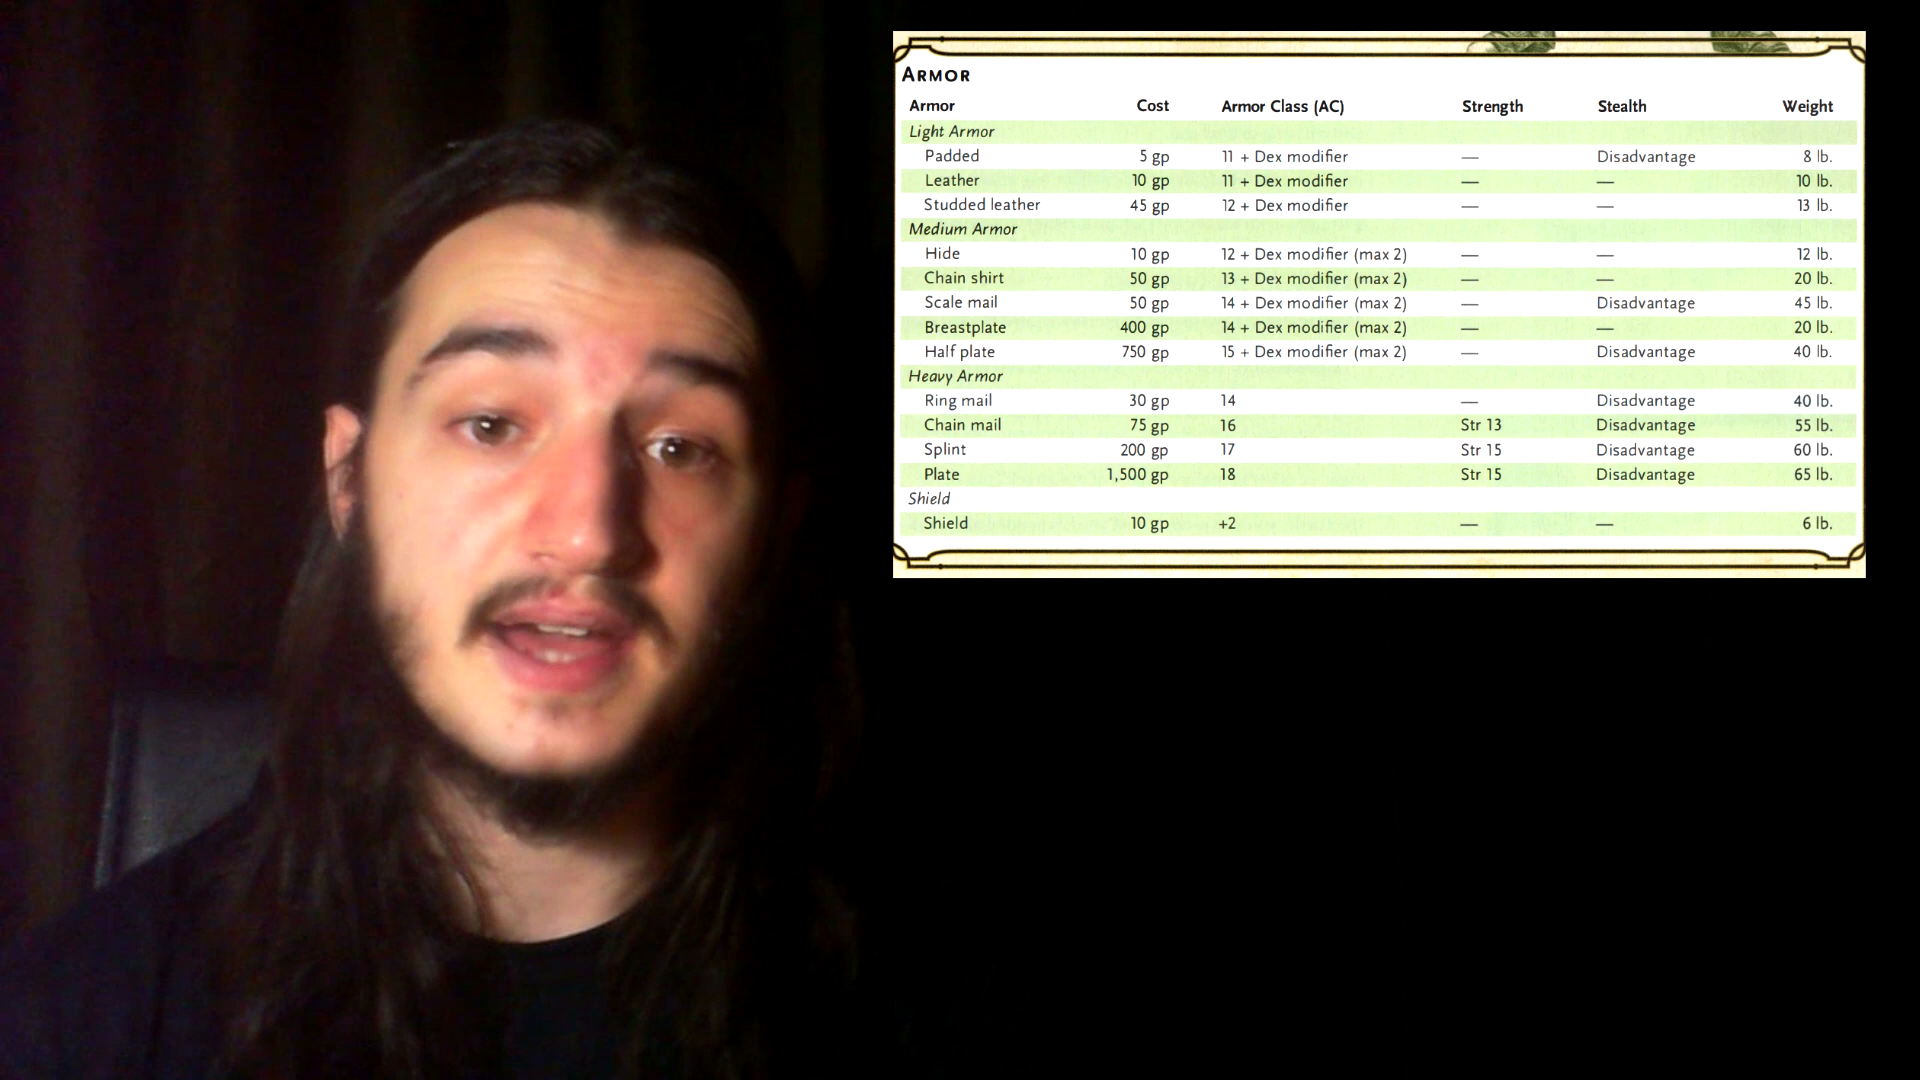 ARMOR
Armor Cost Armor Class (AC) Strength Stealth Weight
Light Armor
Padded 5 gp 11 + Dex modifier — Disadvantage 8 lb.
Leather 10 gp 11 + Dex modifier — — 10 lb.
Studded leather 45 gp 12 + Dex modifier — — 13 lb.
Medium Armor
Hide 10 gp 12 + Dex modifier (max 2) — — 12 lb.
Chain shirt 50 gp 13 + Dex modifier (max 2) — — 20 lb.
Scale mail 50 gp 14 + Dex modifier (max 2) — Disadvantage 45 lb.
Breastplate 400 gp 14 + Dex modifier (max 2) — — 20 lb.
Half plate 750 gp 15 + Dex modifier (max 2) — Disadvantage 40 lb.
Heavy Armor
Ring mail 30 gp 14 — Disadvantage 40 lb.
Chain mail 75 gp 16 Str 13 Disadvantage 55 lb.
Splint 200 gp 17 Str 15 Disadvantage 60 lb.
Plate 1,500 gp 18 Str 15 Disadvantage 65 lb.
Shield
Shield 10 gp +2 — — 6 lb.